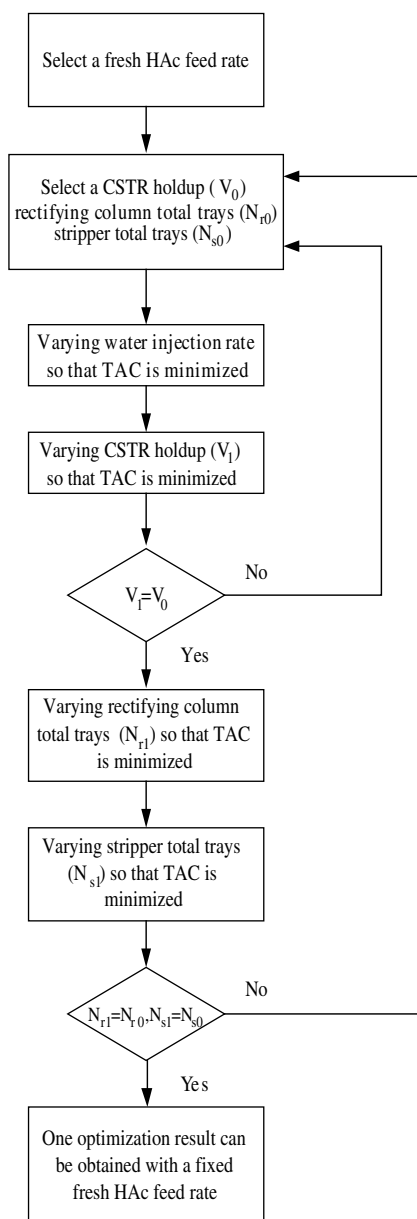 Select a fresh HAc feed rate
Select a CSTR holdup ( V0)
rectifying column total trays (Nr0)
stripper total trays (Ns0)
Varying water injection rate
so that TAC is minimized
Varying CSTR holdup (V1)
so that TAC is minimized
No
V1=V0
Yes
Varying rectifying column
total trays (Nr1) so that TAC
is minimized
Varying stripper total trays
(Ns1) so that TAC is
minimized
No
Nr1=Nr0,Ns1=Ns0
Yes
One optimization result can
be obtained with a fixed
fresh HAc feed rate